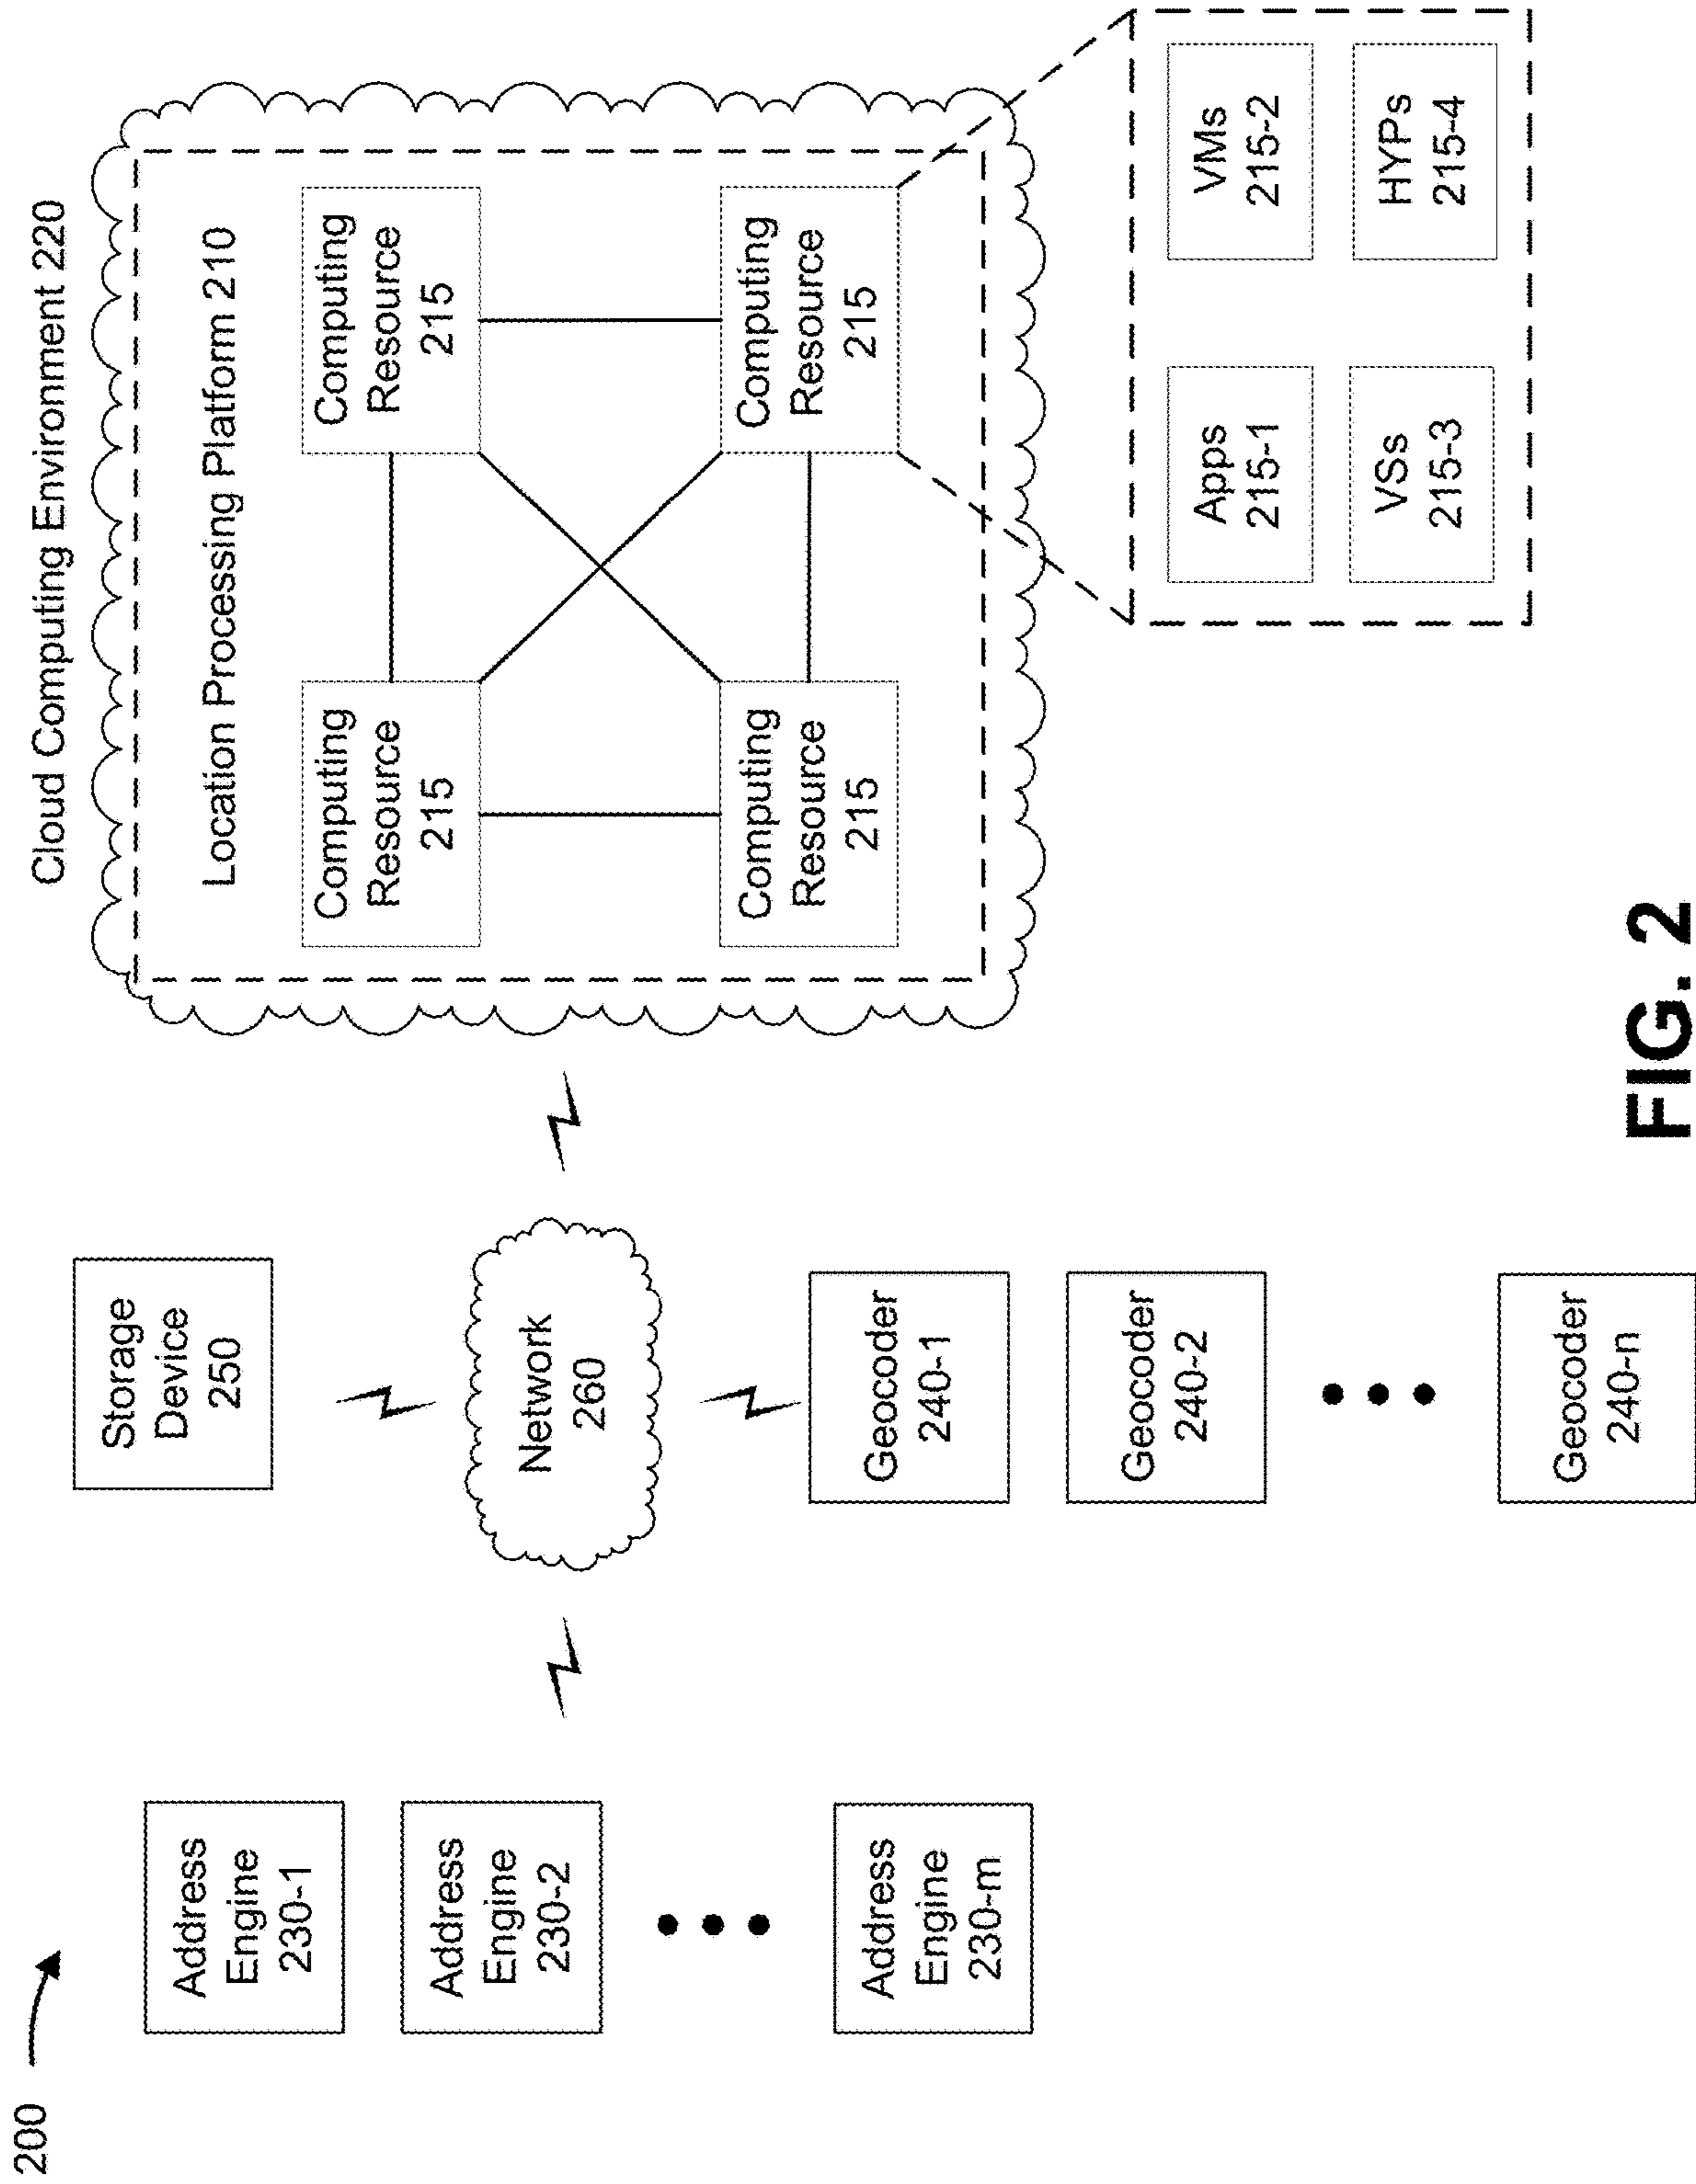 200
Address
Engine
230-1
Address
Engine
230-2
Address
Engine
230-m
Storage
Device
250
Network
260
Geocoder
240-1
Geocoder
240-2
Geocoder
240-n
Cloud Computing Environment 220
Location Processing Platform 210
Computing
Resource
215
Computing
Resource
215
Computing
Resource
215
Computing
Resource
215
Apps
215-1
VMs
215-2
VSs
215-3
HYPs
215-4
FIG. 2